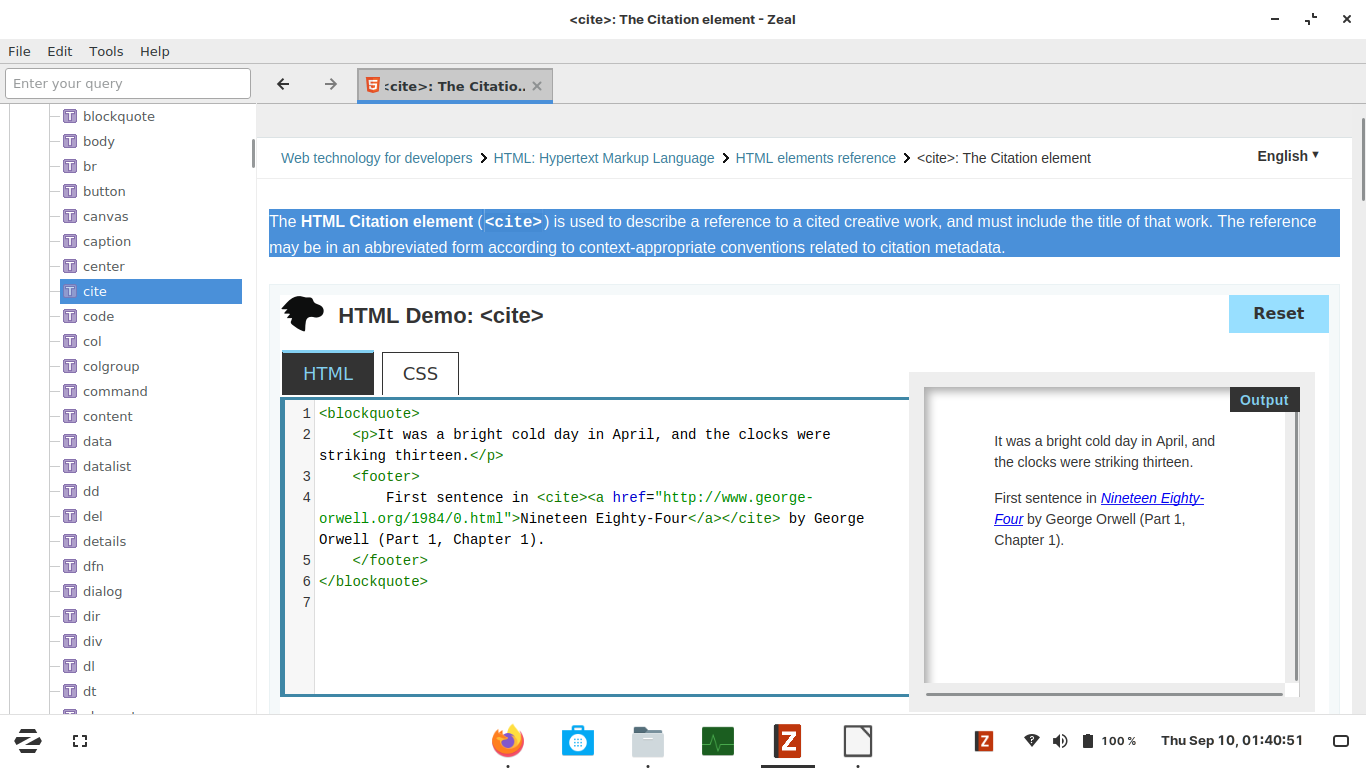 <cite>: The Citation element - Zeal
File Edit Tools Help
Enter your query
<cite>: The Citatio..
blockquote
body
br
button
canvas
caption
center
cite
code
col
colgroup
command
content
data
datalist
dd
del
details
dfn
dialog
dir
div
dl
dt
Web technology for developers > HTML: Hypertext Markup Language > HTML elements reference > <cite>: The Citation element
English ▼
The HTML Citation element (<cite>) is used to describe a reference to a cited creative work, and must include the title of that work. The reference
may be in an abbreviated form according to context-appropriate conventions related to citation metadata.
HTML Demo: <cite>
Reset
HTML CSS
1 <blockquote>
2 <p>It was a bright cold day in April, and the clocks were
striking thirteen.</p>
3 <footer>
4 First sentence in <cite><a href="http://www.george-
orwell.org/1984/0.html">Nineteen Eighty-Four</a></cite> by George
Orwell (Part 1, Chapter 1).
5 </footer>
6 </blockquote>
7
Output
It was a bright cold day in April, and
the clocks were striking thirteen.
First sentence in Nineteen Eighty-
Four by George Orwell (Part 1,
Chapter 1).
100 %
Thu Sep 10, 01:40:51